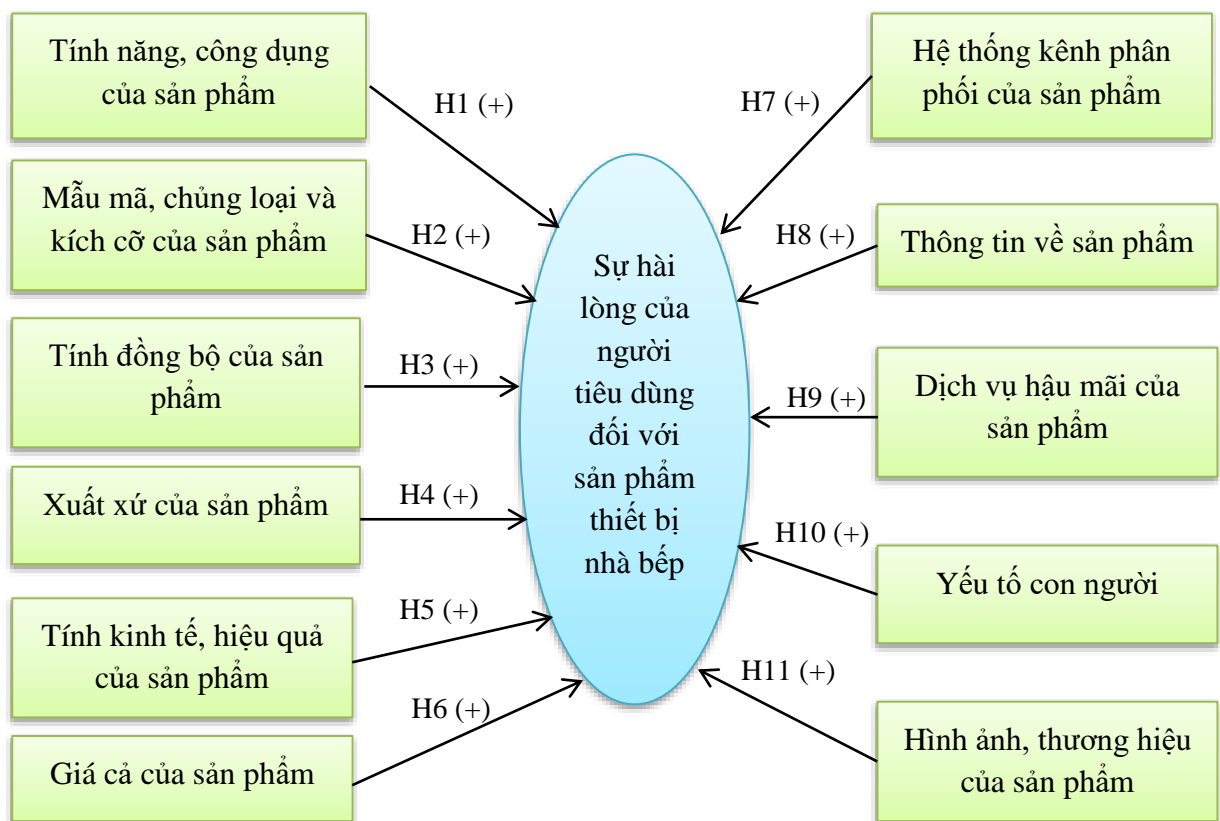 Tính năng, công dụng
của sản phẩm
H1 (+)
Mẫu mã, chủng loại và
kích cỡ của sản phẩm
H2 (+)
Tính đồng bộ của sản
phẩm
H3 (+)
Xuất xứ của sản phẩm
H4 (+)
Tính kinh tế, hiệu quả
của sản phẩm
H5 (+)
Giá cả của sản phẩm
H6 (+)
Sự hài
lòng của
người
tiêu dùng
đối với
sản phẩm
thiết bị
nhà bếp
H7 (+)
Hệ thống kênh phân
phối của sản phẩm
H8 (+)
Thông tin về sản phẩm
H9 (+)
Dịch vụ hậu mãi của
sản phẩm
H10 (+)
Yếu tố con người
H11 (+)
Hình ảnh, thương hiệu
của sản phẩm